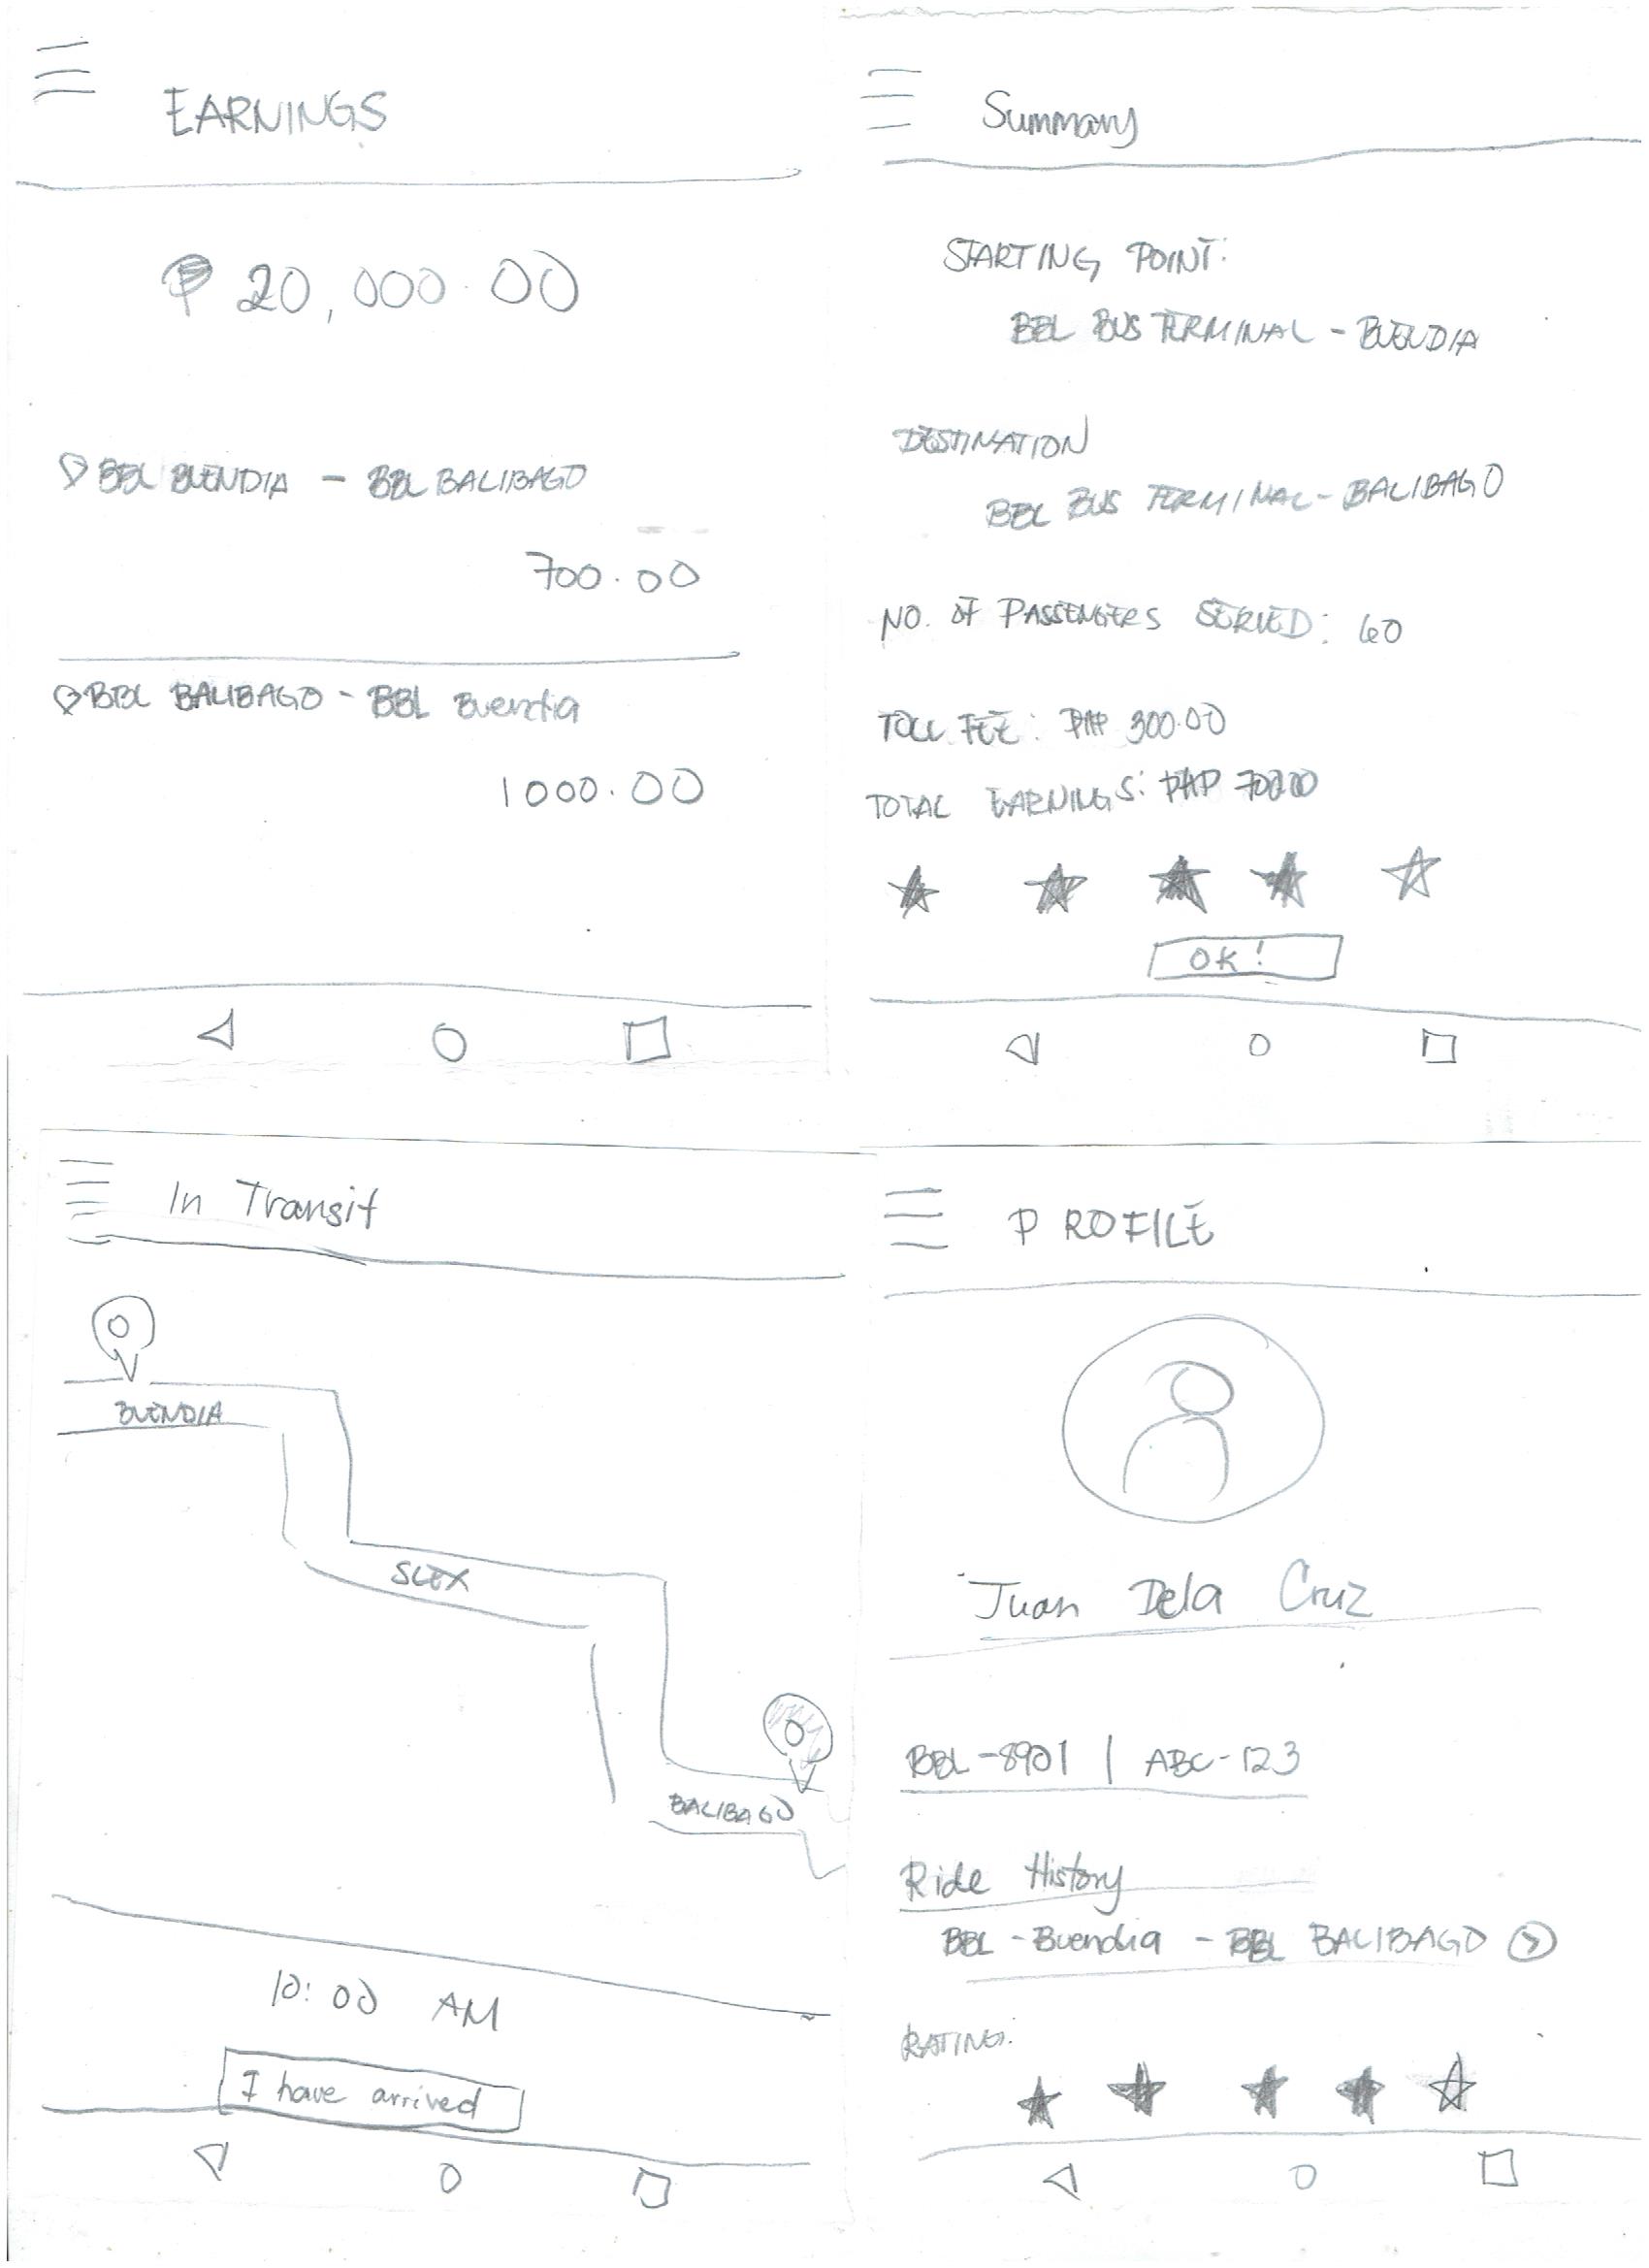 EARNINGS
₱ 20,000.00
BBL BUENDIA - BBL BALIBAGO
700.00
BBL BALIBAGO - BBL Buendia
1000.00
Summary
STARTING POINT:
BBL BUS TERMINAL - BUENDIA
DESTINATION
BBL BUS TERMINAL - BALIBAGO
NO. OF PASSENGERS SERVED: 60
TOLL FEE: PHP 300.00
TOTAL EARNINGS: PHP 700.00
OK!
In Transit
BUENDIA
SLEX
BALIBAGO
10:00 AM
I have arrived
PROFILE
Juan Dela Cruz
BBL-8901 | ABC-123
Ride History
BBL - Buendia - BBL BALIBAGO
RATING: